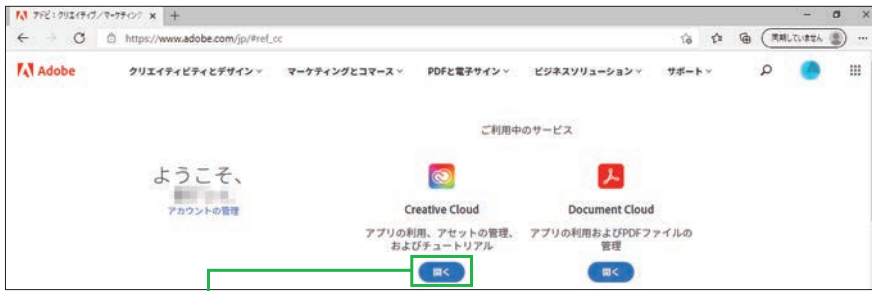 アドビ：クリエイティブ／マーケティング
https://www.adobe.com/jp/#ref_cc
同期していません
Adobe
クリエイティビティとデザイン
マーケティングとコマース
PDFと電子サイン
ビジネスソリューション
サポート
ご利用中のサービス
ようこそ、
アカウントの管理
Creative Cloud
アプリの利用、アセットの管理、
およびチュートリアル
開く
Document Cloud
アプリの利用およびPDFファイルの
管理
開く